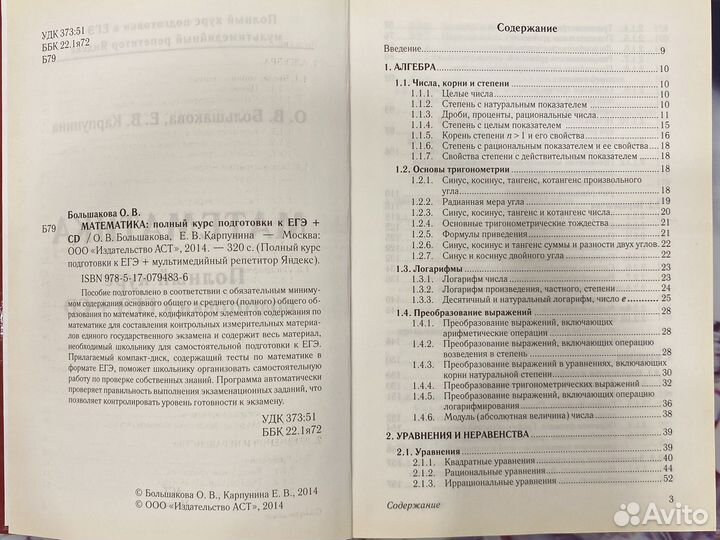 УДК 373:51
ББК 22.1я72
Б79
Большакова О. В.
Б79 МАТЕМАТИКА: полный курс подготовки к ЕГЭ +
CD / О. В. Большакова, Е. В. Карпунина — Москва:
ООО «Издательство АСТ», 2014. — 320 с. (Полный курс
подготовки к ЕГЭ + мультимедийный репетитор Яндекс).
ISBN 978-5-17-079483-6
Пособие подготовлено в соответствии с обязательным мини-
мумом содержания основного общего и среднего (полного) общего об-
разования по математике, кодификатором элементов содержания по
математике для составления контрольных измерительных материа-
лов единого государственного экзамена и содержит весь материал,
необходимый школьнику для самостоятельной подготовки к ЕГЭ.
Прилагаемый компакт-диск, содержащий тесты по математике в
формате ЕГЭ, поможет школьнику организовать самостоятельную
работу по проверке собственных знаний. Программа автоматически
проверяет правильность выполнения экзаменационных заданий, что
позволяет контролировать уровень готовности к экзамену.
УДК 373:51
ББК 22.1я72
© Большакова О. В., Карпунина Е. В., 2014
© ООО «Издательство АСТ», 2014
Содержание
Введение 9
1. АЛГЕБРА 10
1.1. Числа, корни и степени 10
1.1.1. Целые числа 10
1.1.2. Степень с натуральным показателем 10
1.1.3. Дроби, проценты, рациональные числа 11
1.1.4. Степень с целым показателем 15
1.1.5. Корень степени n > 1 и его свойства 16
1.1.6. Степень с рациональным показателем и ее свойства 18
1.1.7. Свойства степени с действительным показателем 18
1.2. Основы тригонометрии 18
1.2.1. Синус, косинус, тангенс, котангенс произвольного
угла 18
1.2.2. Радианная мера угла 20
1.2.3. Синус, косинус, тангенс и котангенс числа 20
1.2.4. Основные тригонометрические тождества 20
1.2.5. Формулы приведения 21
1.2.6. Синус, косинус и тангенс суммы и разности двух углов 22
1.2.7. Синус и косинус двойного угла 22
1.3. Логарифмы 23
1.3.1. Логарифм числа 23
1.3.2. Логарифм произведения, частного, степени 24
1.3.3. Десятичный и натуральный логарифм, число e 25
1.4. Преобразование выражений 28
1.4.1. Преобразование выражений, включающих
арифметические операции 28
1.4.2. Преобразование выражений, включающих операцию
возведения в степень 28
1.4.3. Преобразование выражений в уравнениях, включающих
корни натуральной степени 30
1.4.4. Преобразование тригонометрических выражений 32
1.4.5. Преобразование выражений, включающих операцию
логарифмирования 36
1.4.6. Модуль (абсолютная величина) числа 38
2. УРАВНЕНИЯ И НЕРАВЕНСТВА 39
2.1. Уравнения 39
2.1.1. Квадратные уравнения 40
2.1.2. Рациональные уравнения 44
2.1.3. Иррациональные уравнения 52
Содержание 3
Avito